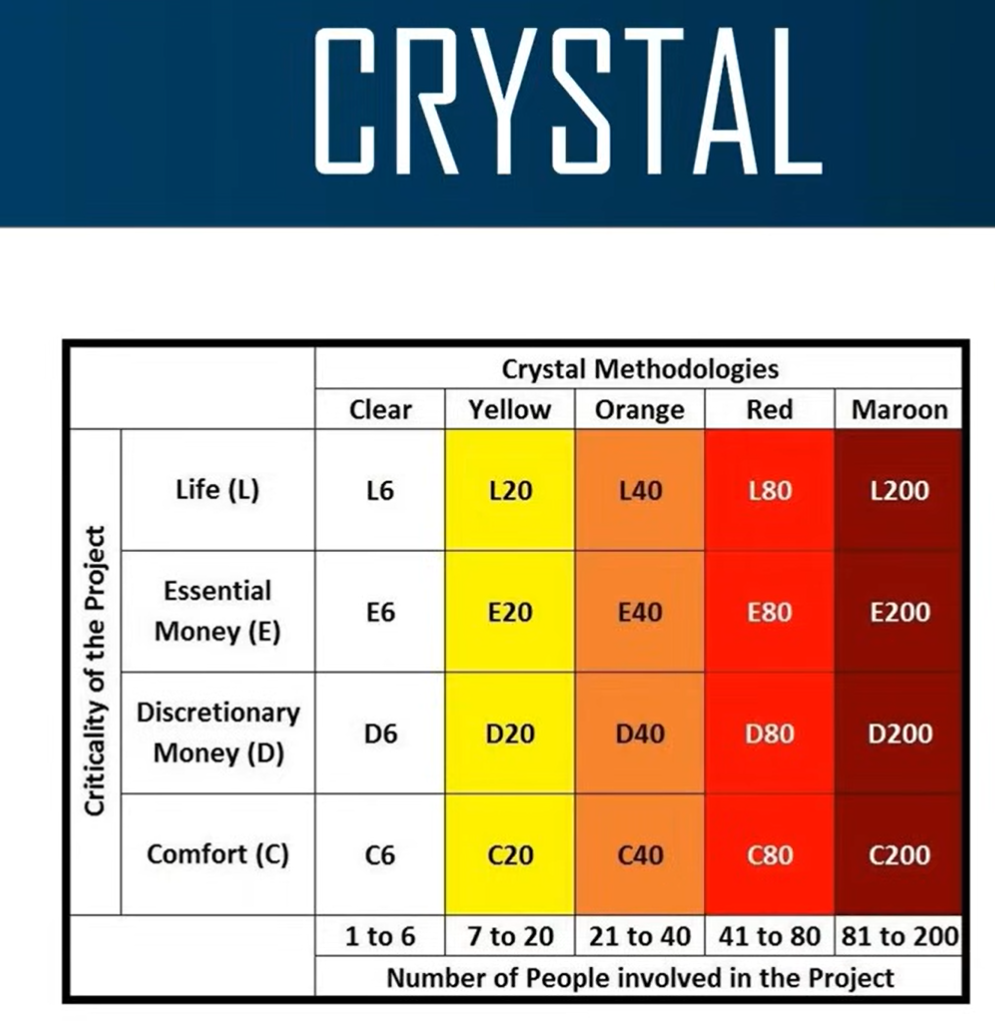 CRYSTAL
Crystal Methodologies
Clear Yellow Orange Red Maroon
Criticality of the Project
Life (L) L6 L20 L40 L80 L200
Essential
Money (E) E6 E20 E40 E80 E200
Discretionary
Money (D) D6 D20 D40 D80 D200
Comfort (C) C6 C20 C40 C80 C200
1 to 6 7 to 20 21 to 40 41 to 80 81 to 200
Number of People involved in the Project